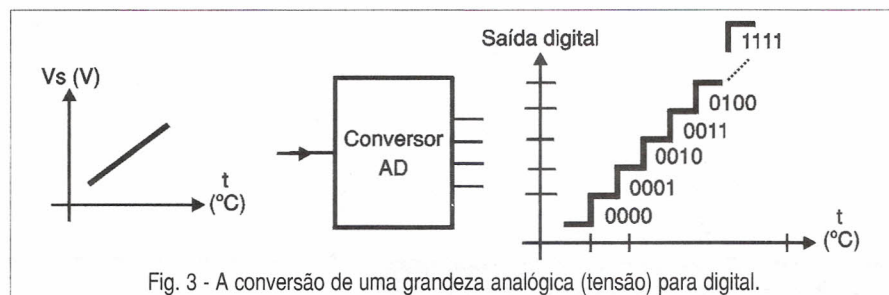 Vs (V)
t
(ºC)
Conversor
AD
Saída digital
1111
0100
0011
0010
0001
0000
t
(ºC)
Fig. 3 - A conversão de uma grandeza analógica (tensão) para digital.